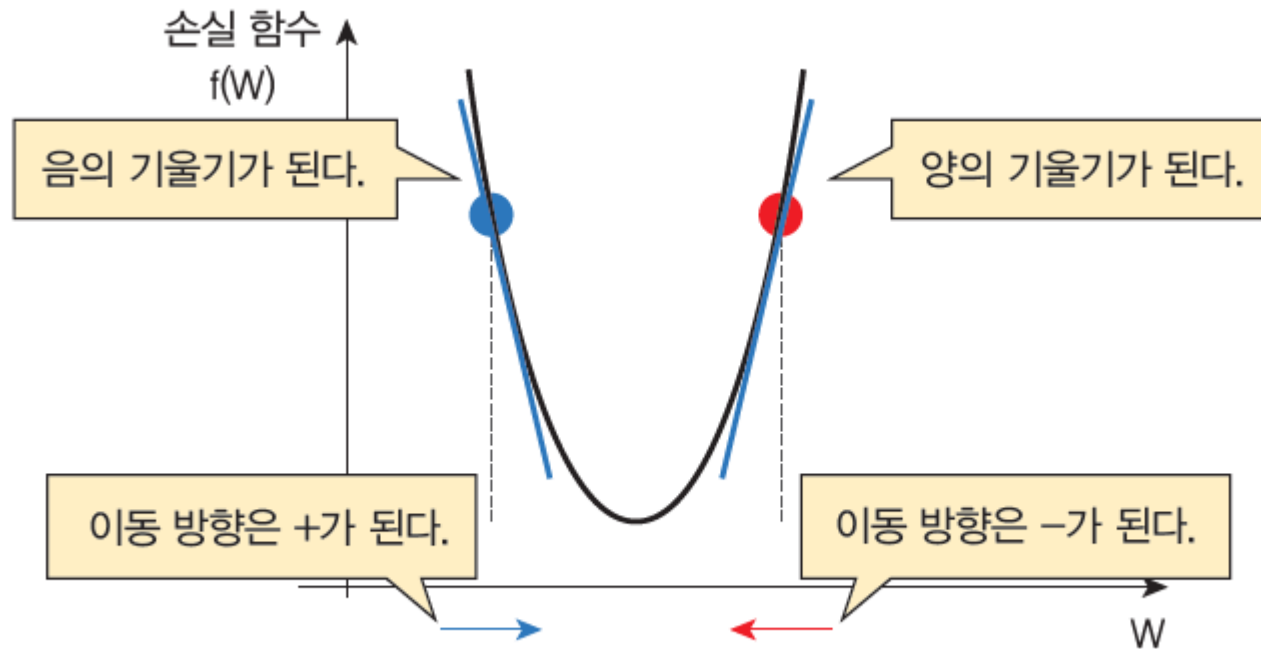 손실 함수
f(W)
음의 기울기가 된다.
양의 기울기가 된다.
이동 방향은 +가 된다.
이동 방향은 −가 된다.
W